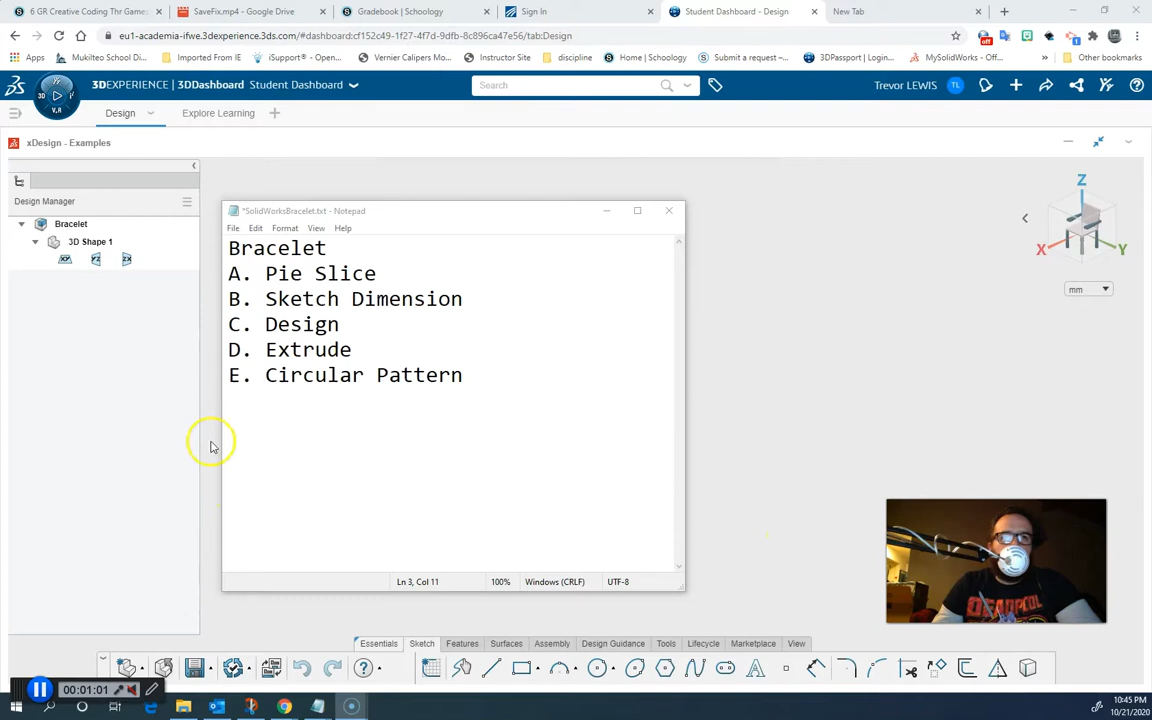 6 GR Creative Coding Thr Game:
SaveFix.mp4 - Google Drive
Gradebook | Schoology
Sign In
Student Dashboard - Design
New Tab
eu1-academia-ifwe.3dexperience.3ds.com/#dashboard:cf152c49-1f27-4f7d-9dfb-8c896ca47e56/tab:Design
Apps
Mukilteo School Di...
Imported From IE
iSupport® - Open...
Vernier Calipers Mo...
Instructor Site
discipline
Home | Schoology
Submit a request –...
3DPassport | Login...
MySolidWorks - Off...
Other bookmarks
3DEXPERIENCE | 3DDashboard Student Dashboard
Search
Trevor LEWIS TL
Design
Explore Learning
xDesign - Examples
Design Manager
Bracelet
3D Shape 1
XY YZ ZX
*SolidWorksBracelet.txt - Notepad
File Edit Format View Help
Bracelet
A. Pie Slice
B. Sketch Dimension
C. Design
D. Extrude
E. Circular Pattern
Ln 3, Col 11 100% Windows (CRLF) UTF-8
Z
X Y
mm
DEADPOOL
Essentials Sketch Features Surfaces Assembly Design Guidance Tools Lifecycle Marketplace View
00:01:01
10:45 PM
10/21/2020